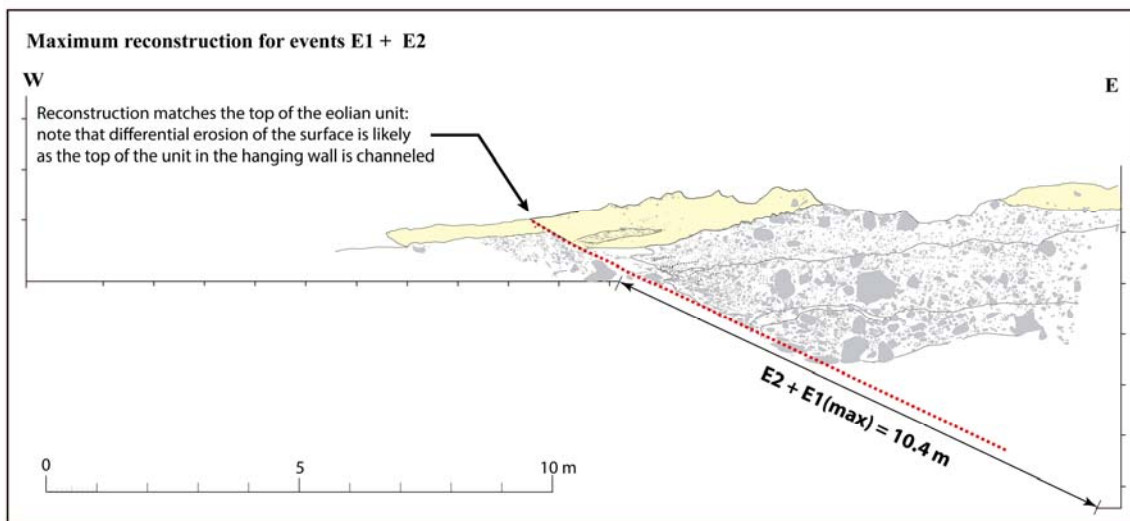 Maximum reconstruction for events E1 + E2
W
E
Reconstruction matches the top of the eolian unit:
note that differential erosion of the surface is likely
as the top of the unit in the hanging wall is channeled
E2 + E1(max) = 10.4 m
0 5 10 m